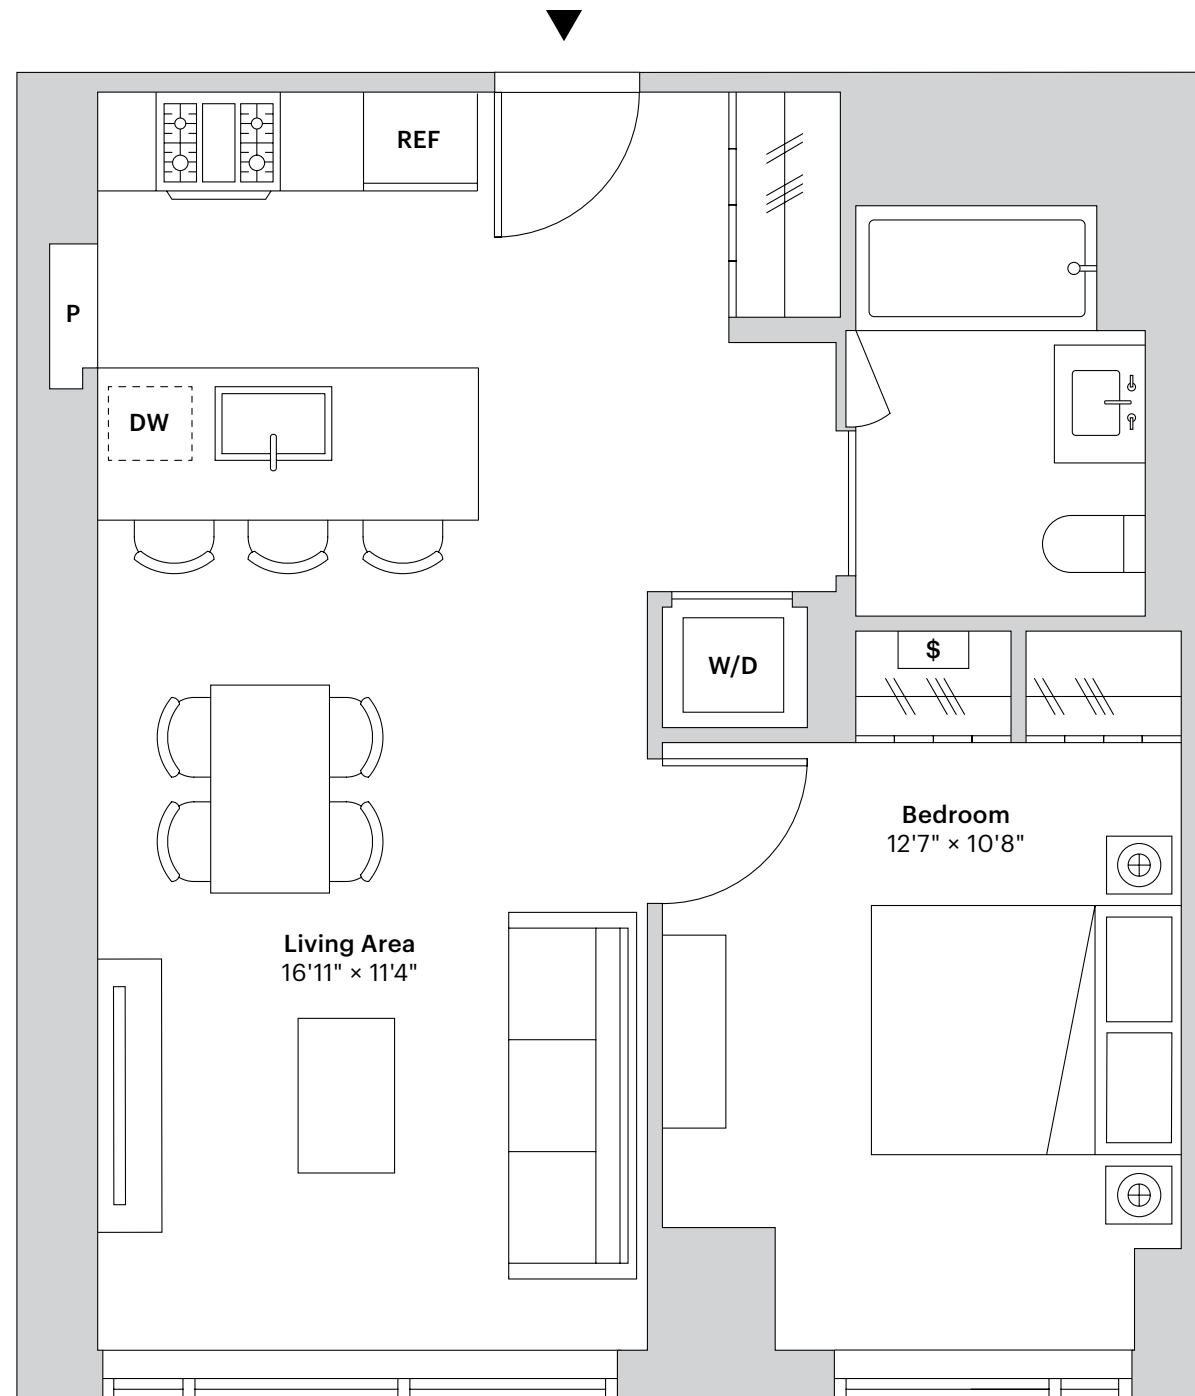 REF
P
DW
W/D
$
Bedroom
12'7" × 10'8"
Living Area
16'11" × 11'4"